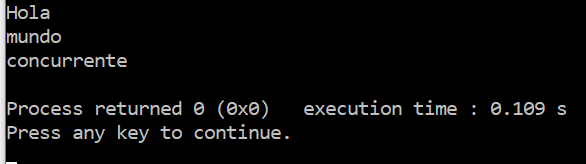 Hola
mundo
concurrente
Process returned 0 (0x0)   execution time : 0.109 s
Press any key to continue.